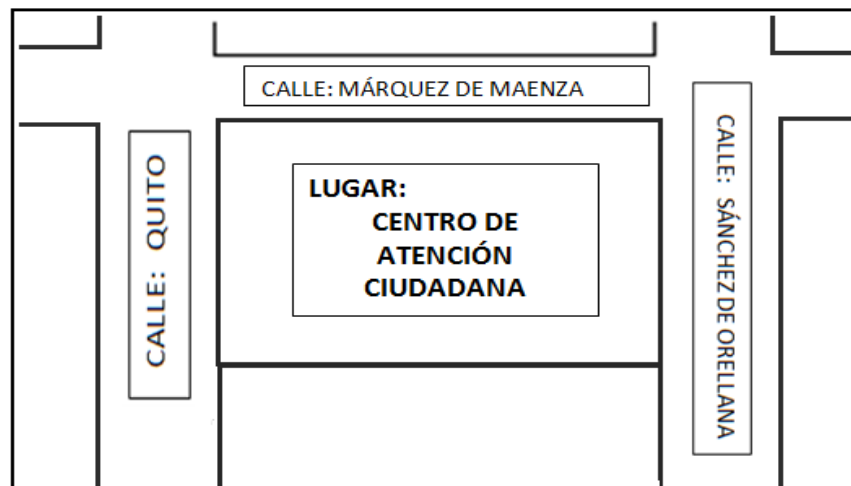 CALLE: MÁRQUEZ DE MAENZA
CALLE: QUITO
LUGAR:
CENTRO DE
ATENCIÓN
CIUDADANA
CALLE: SÁNCHEZ DE ORELLANA